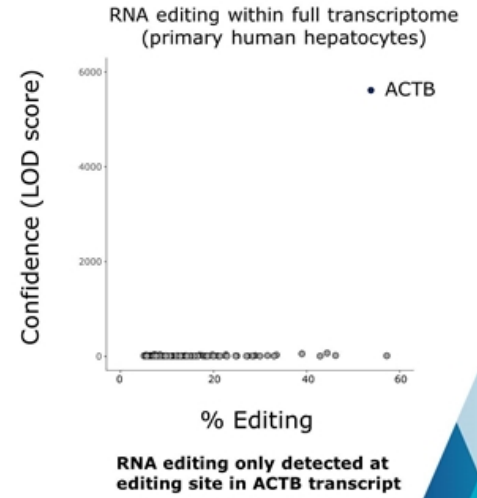 RNA editing within full transcriptome
(primary human hepatocytes)
Confidence (LOD score)
6000
ACTB
4000
2000
0
0 20 40 60
% Editing
RNA editing only detected at
editing site in ACTB transcript